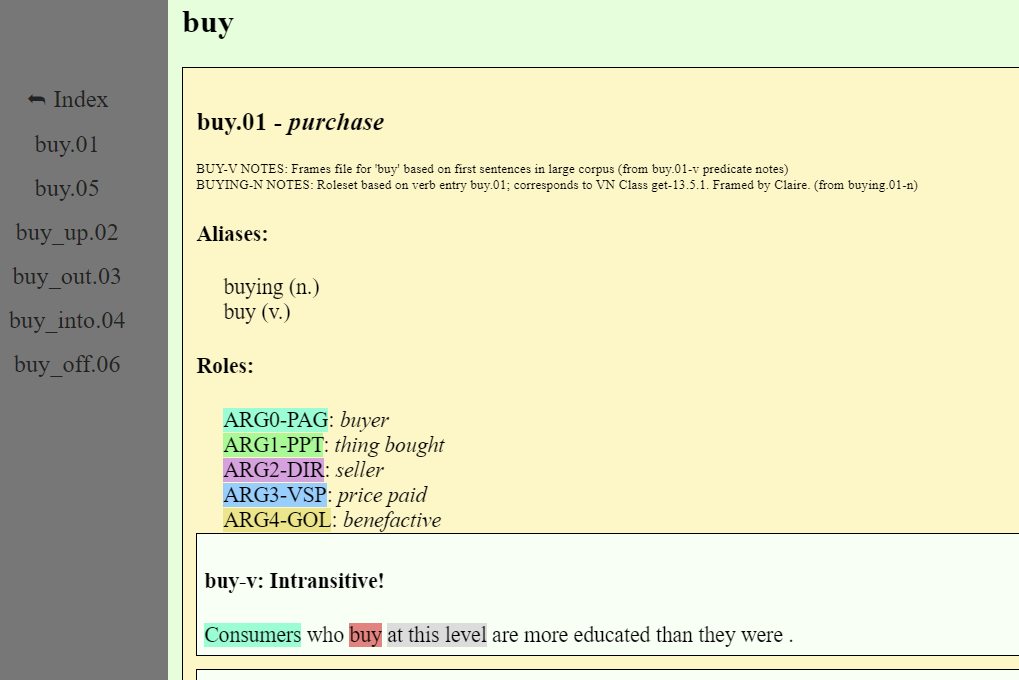 buy
⬅ Index
buy.01
buy.05
buy_up.02
buy_out.03
buy_into.04
buy_off.06
buy.01 - purchase
BUY-V NOTES: Frames file for 'buy' based on first sentences in large corpus (from buy.01-v predicate notes)
BUYING-N NOTES: Roleset based on verb entry buy.01; corresponds to VN Class get-13.5.1. Framed by Claire. (from buying.01-n)
Aliases:
buying (n.)
buy (v.)
Roles:
ARG0-PAG: buyer
ARG1-PPT: thing bought
ARG2-DIR: seller
ARG3-VSP: price paid
ARG4-GOL: benefactive
buy-v: Intransitive!
Consumers who buy at this level are more educated than they were .